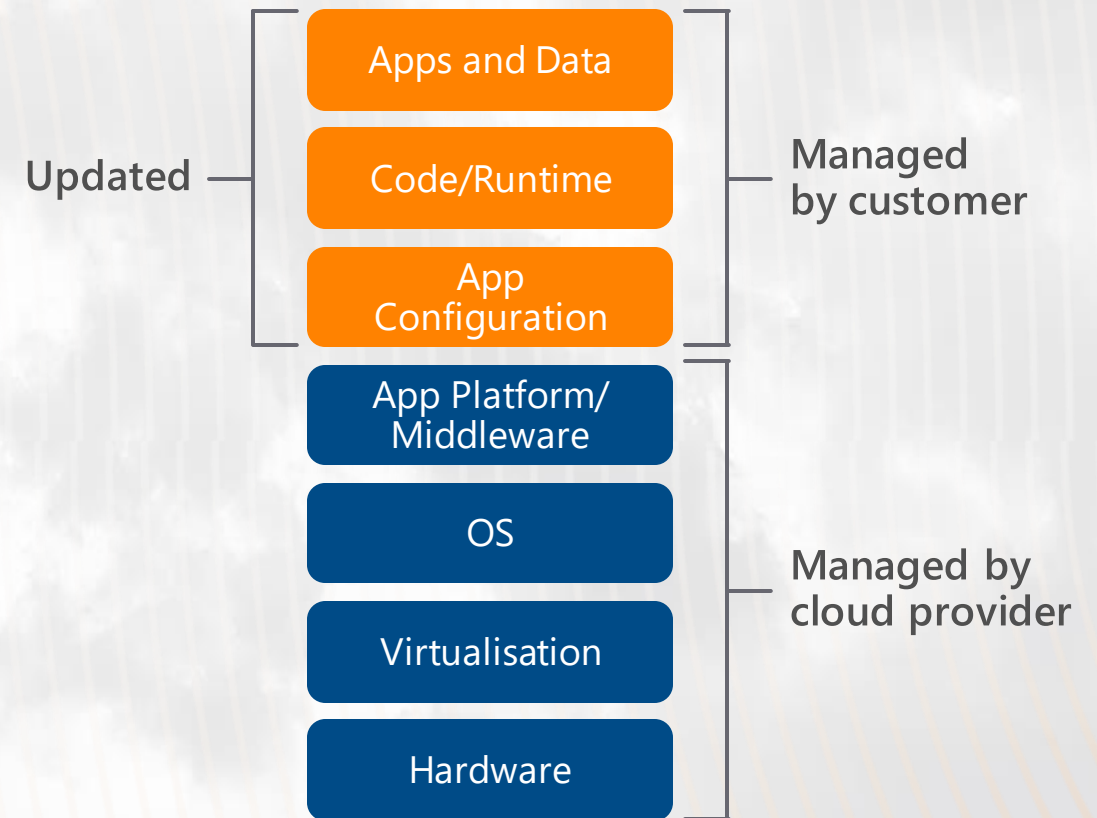 Apps and Data
Updated
Code/Runtime
Managed
by customer
App
Configuration
App Platform/
Middleware
OS
Managed by
cloud provider
Virtualisation
Hardware